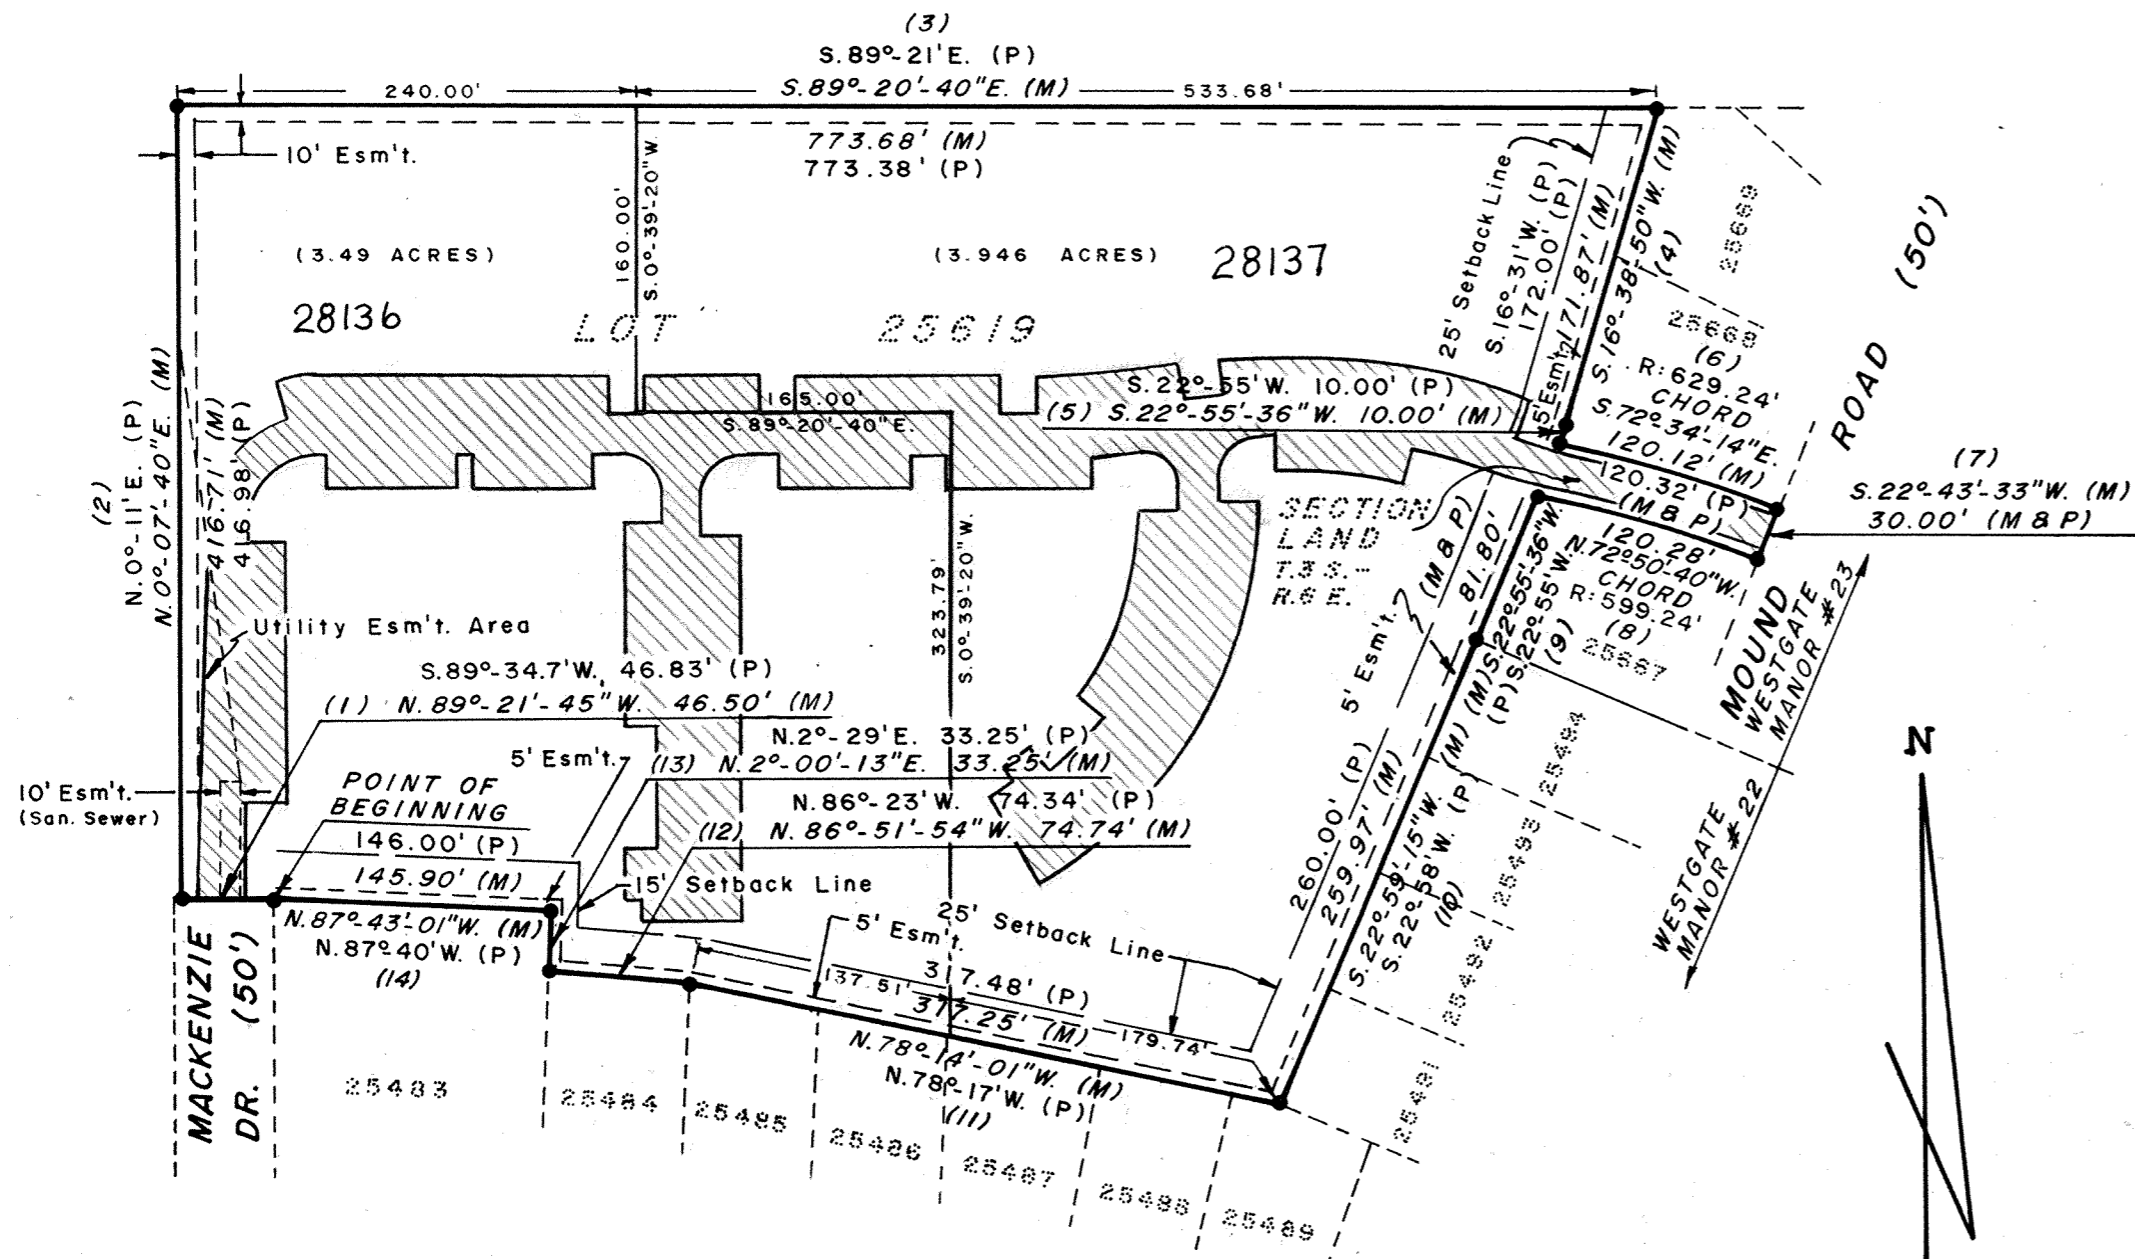 (3)
S.89°-21'E. (P)
S.89°-20'-40"E. (M)
240.00'
533.68'
773.68' (M)
773.38' (P)
10' Esm't.
160.00'
S.0°-39'-20"W.
(3.49 ACRES)
(3.946 ACRES)
28137
28136
LOT 25619
25' Setback Line
S.16°-31'W. (P)
172.00' (P)
171.87' (M)
S.16°-38'-50"W. (M)
(4)
5' Esm't.
25669
25668
(6)
R:629.24'
CHORD
S.72°-34'-14"E.
120.12' (M)
120.32' (P)
(M & P)
120.28'
N.72°50'-40"W.
CHORD
R:599.24'
(8)
25667
MOUND ROAD (50')
(7)
S.22°-43'-33"W. (M)
30.00' (M & P)
S.22°-55'W. 10.00' (P)
(5) S.22°-55'-36"W. 10.00' (M)
165.00'
S.89°-20'-40"E.
(2)
N.0°-11'E. (P)
N.0°-07'-40"E. (M)
416.71' (M)
416.98' (P)
SECTION
LAND
T.3 S.-
R.6 E.
323.79'
S.0°-39'-20"W.
(M & P)
81.80'
S.22°-55'-36"W. (M)
S.22°-55'W. (P)
(9)
5' Esm't.
Utility Esm't. Area
S.89°-34.7'W. 46.83' (P)
(1) N.89°-21'-45"W. 46.50' (M)
N.2°-29'E. 33.25' (P)
(13) N.2°-00'-13"E. 33.25' (M)
5' Esm't.
N.86°-23'W. 74.34' (P)
(12) N.86°-51'-54"W. 74.74' (M)
10' Esm't.
(San. Sewer)
POINT OF
BEGINNING
146.00' (P)
145.90' (M)
N.87°-43'-01"W. (M)
N.87°-40'W. (P)
(14)
15' Setback Line
5' Esm't.
25' Setback Line
137.51'
317.48' (P)
317.25' (M)
179.74'
N.78°-14'-01"W. (M)
N.78°-17'W. (P)
(11)
260.00' (P)
259.97' (M)
S.22°-59'-15"W. (M)
S.22°-58'W. (P)
(10)
WESTGATE
MANOR #23
WESTGATE
MANOR #22
25494
25493
25492
25491
MACKENZIE
DR. (50')
25483
25484
25485
25486
25487
25488
25489
N